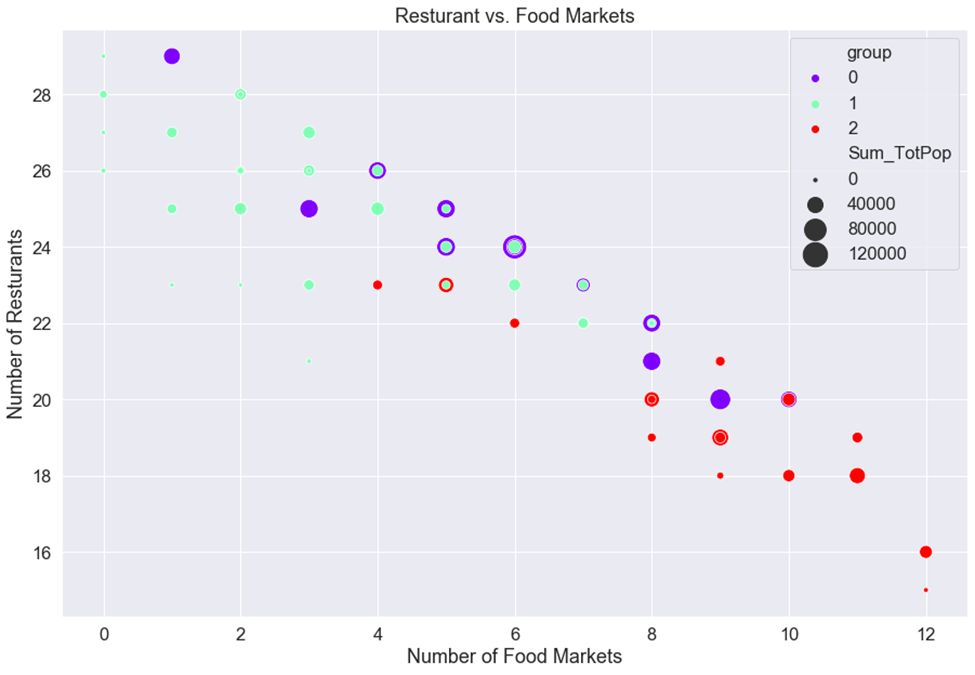 Resturant vs. Food Markets
group
0
1
2
Sum_TotPop
0
40000
80000
120000
Number of Resturants
28
26
24
22
20
18
16
0 2 4 6 8 10 12
Number of Food Markets